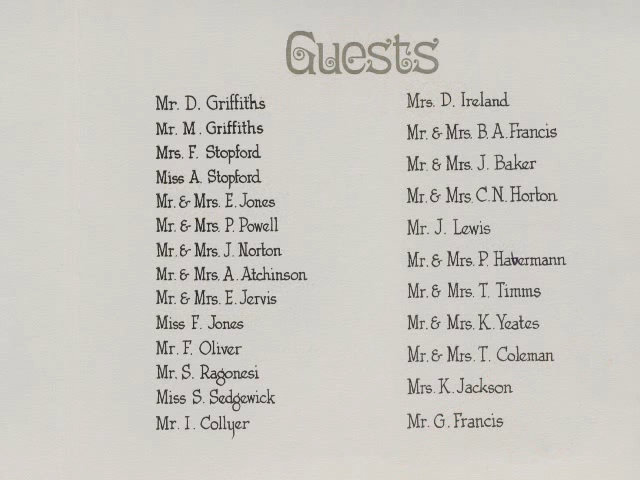 Guests
Mr. D. Griffiths
Mr. M. Griffiths
Mrs. F. Stopford
Miss A. Stopford
Mr. & Mrs. E. Jones
Mr. & Mrs. P. Powell
Mr. & Mrs. J. Norton
Mr. & Mrs. A. Atchinson
Mr. & Mrs. E. Jervis
Miss F. Jones
Mr. F. Oliver
Mr. S. Ragonesi
Miss S. Sedgewick
Mr. I. Collyer
Mrs. D. Ireland
Mr. & Mrs. B. A. Francis
Mr. & Mrs. J. Baker
Mr. & Mrs. C. N. Horton
Mr. J. Lewis
Mr. & Mrs. P. Habermann
Mr. & Mrs. T. Timms
Mr. & Mrs. K. Yeates
Mr. & Mrs. T. Coleman
Mrs. K. Jackson
Mr. G. Francis